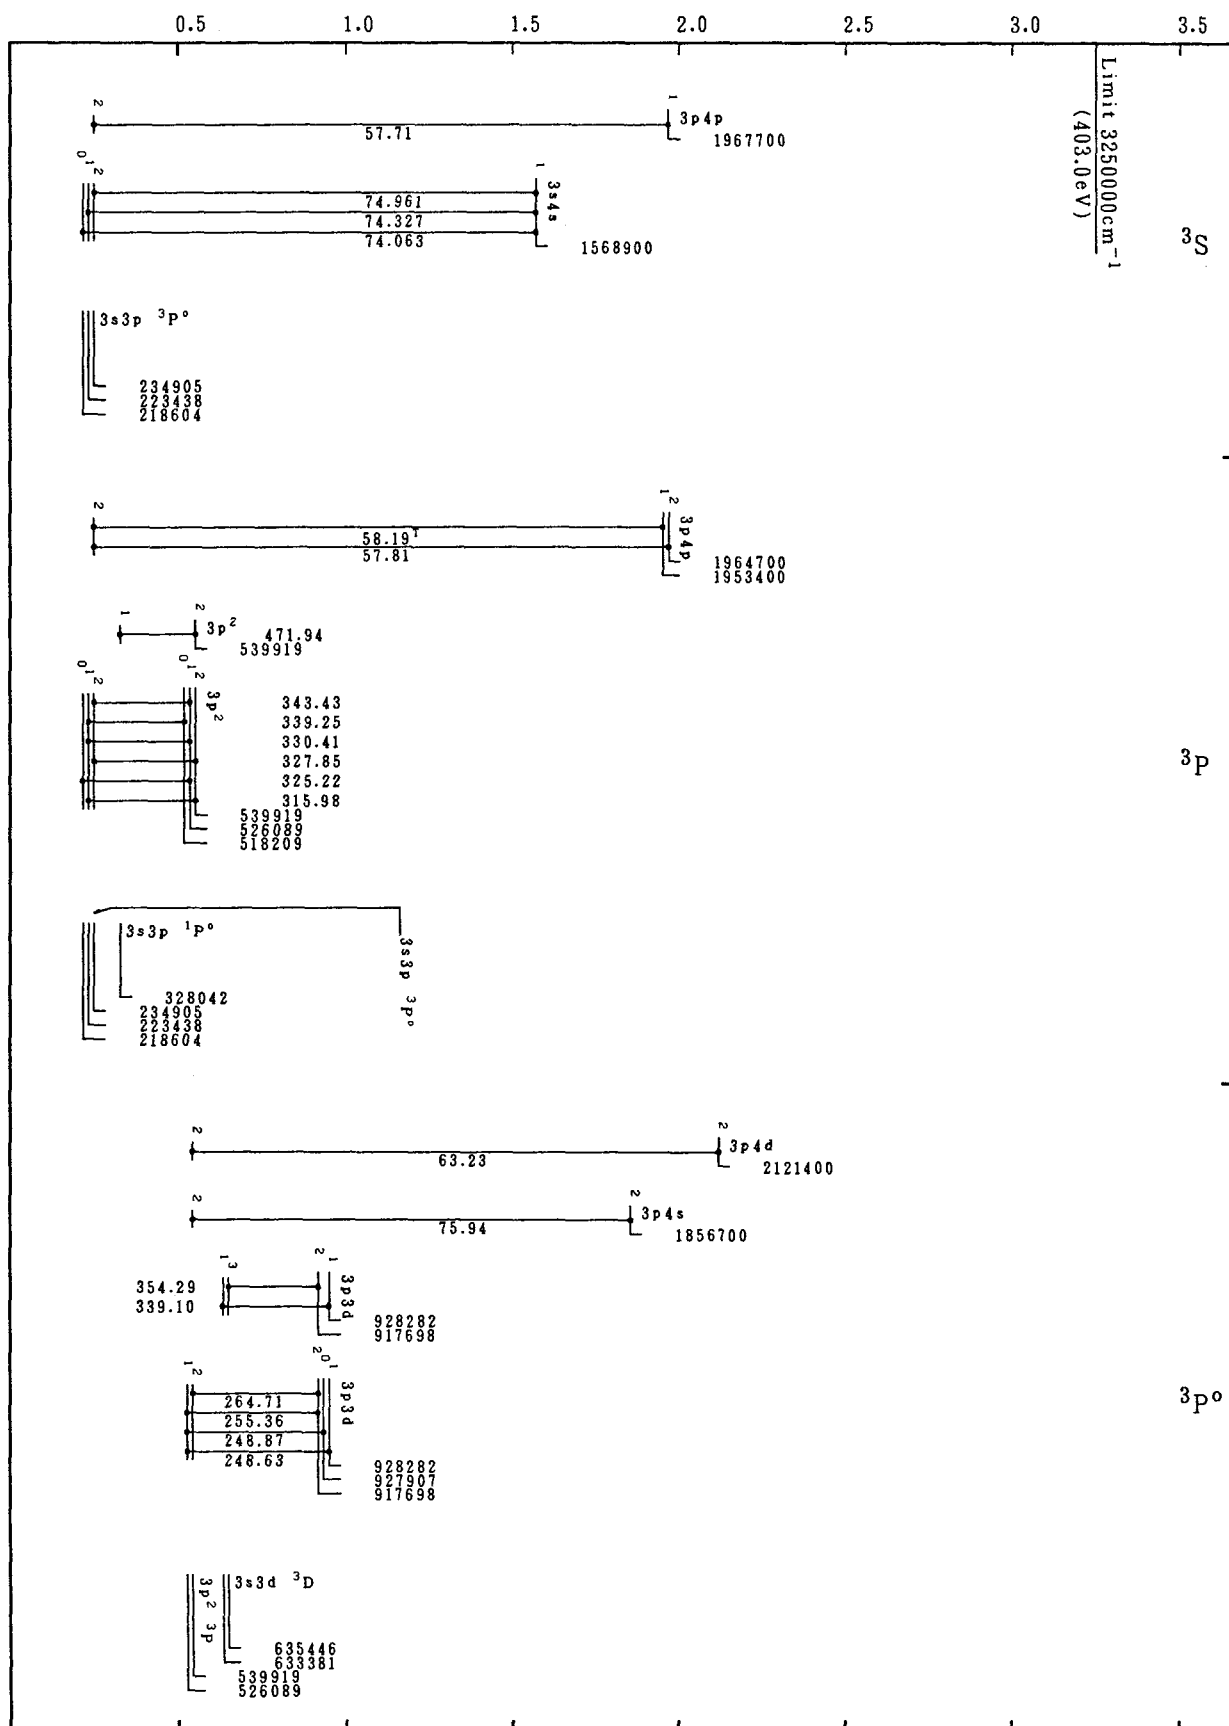 0.5 1.0 1.5 2.0 2.5 3.0 3.5
Limit 3250000cm⁻¹
(403.0eV)
2 1 3p4p
57.71
1967700
0 1 2 1 3s4s
74.961
74.327
74.063
1568900
³S
3s3p ³P°
234905
223438
218604
2 1 2 3p4p
58.19ᵀ
57.81
1964700
1953400
1 2 3p² 471.94
539919
0 1 2 0 1 2 3p²
343.43
339.25
330.41
327.85
325.22
315.98
539919
526089
518209
³P
3s3p ¹P°
3s3p ³P°
328042
234905
223438
218604
2 2 3p4d
63.23
2121400
2 2 3p4s
75.94
1856700
1 3 2 1 3p3d
354.29
339.10
928282
917698
1 2 2 0 1 3p3d
264.71
255.36
248.87
248.63
928282
927907
917698
³P°
3p² ³P
3s3d ³D
635446
633381
539919
526089